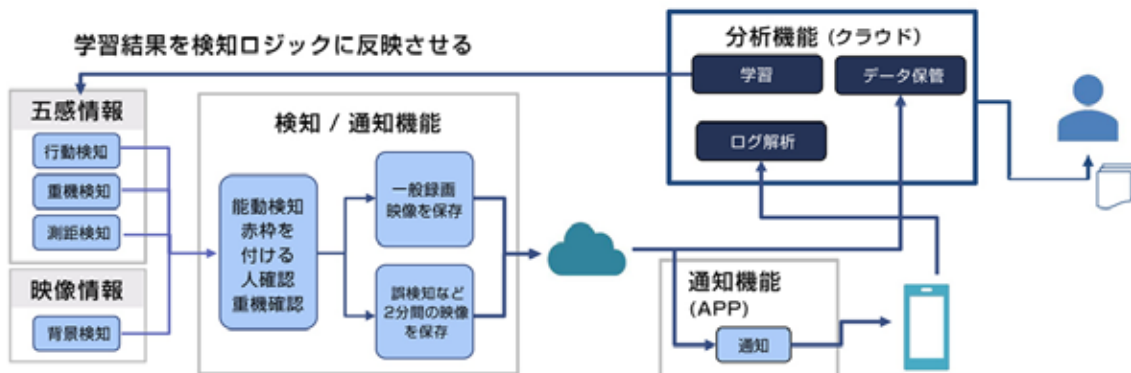 学習結果を検知ロジックに反映させる
分析機能 (クラウド)
学習
データ保管
ログ解析
五感情報
行動検知
重機検知
測距検知
映像情報
背景検知
検知 / 通知機能
能動検知
赤枠を
付ける
人確認
重機確認
一般録画
映像を保存
誤検知など
2分間の映像
を保存
通知機能
(APP)
通知